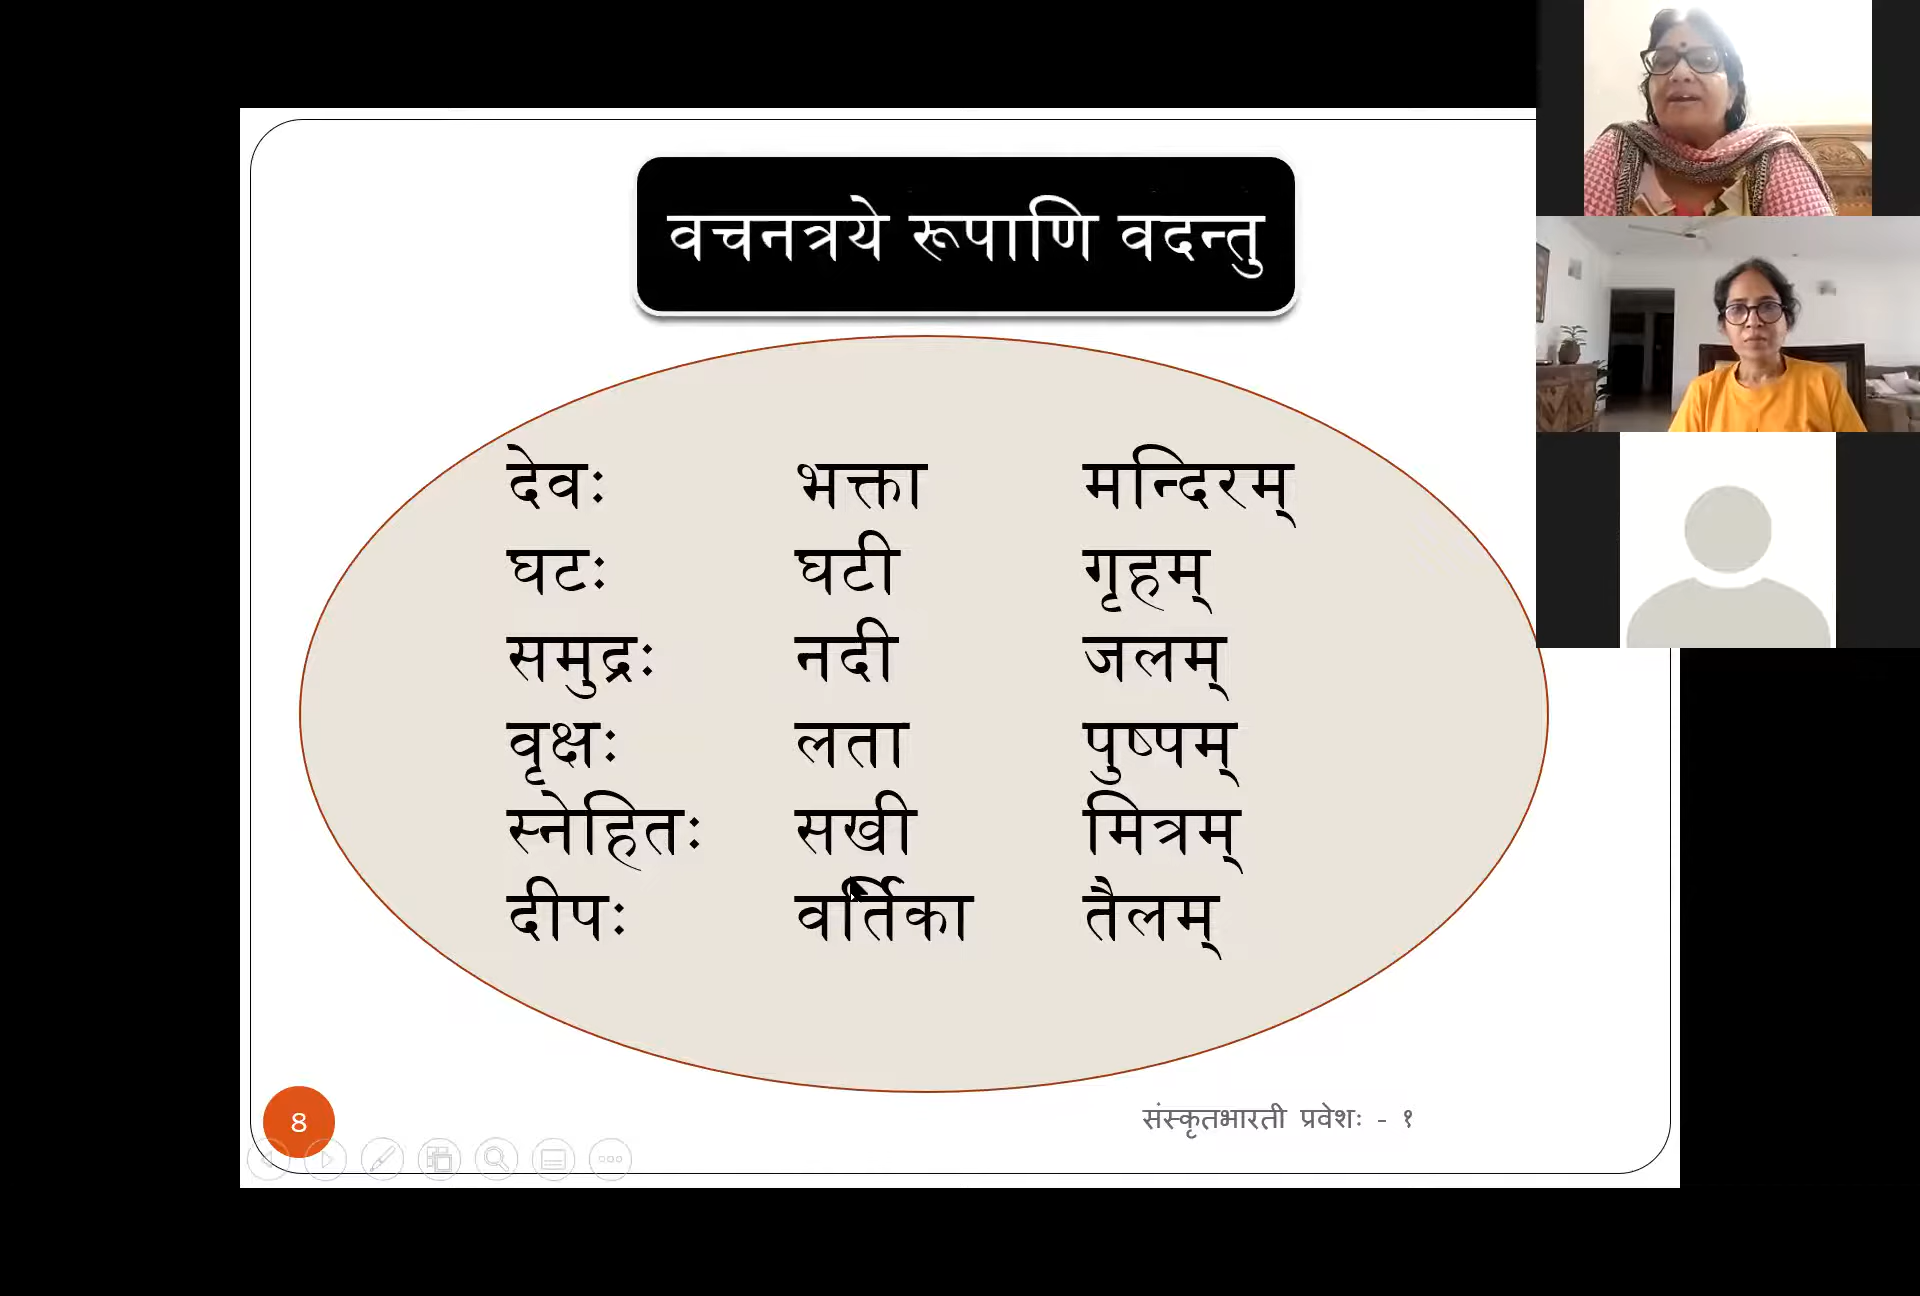 वचनत्रये रूपाणि वदन्तु
देवः भक्ता मन्दिरम्
घटः घटी गृहम्
समुद्रः नदी जलम्
वृक्षः लता पुष्पम्
स्नेहितः सखी मित्रम्
दीपः वर्तिका तैलम्
8
संस्कृतभारती प्रवेशः - १